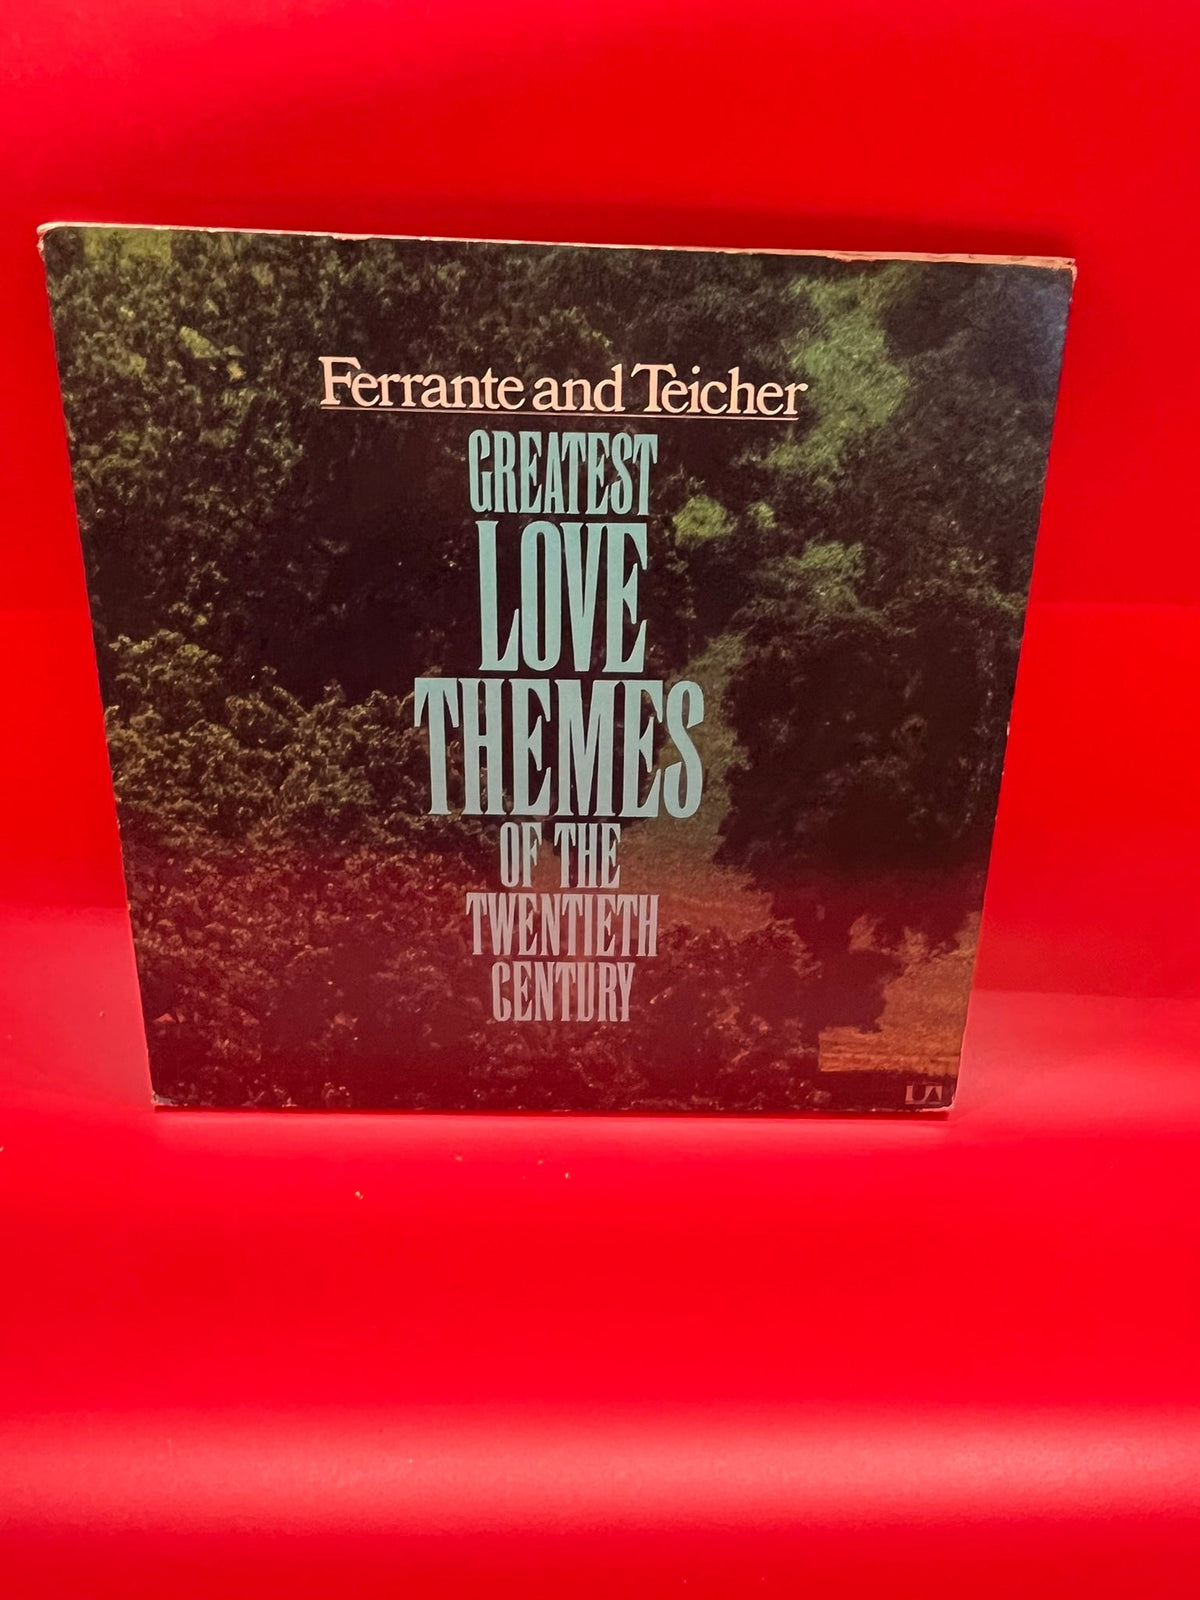 Ferrante and Teicher
GREATEST
LOVE
THEMES
OF THE
TWENTIETH
CENTURY
UA